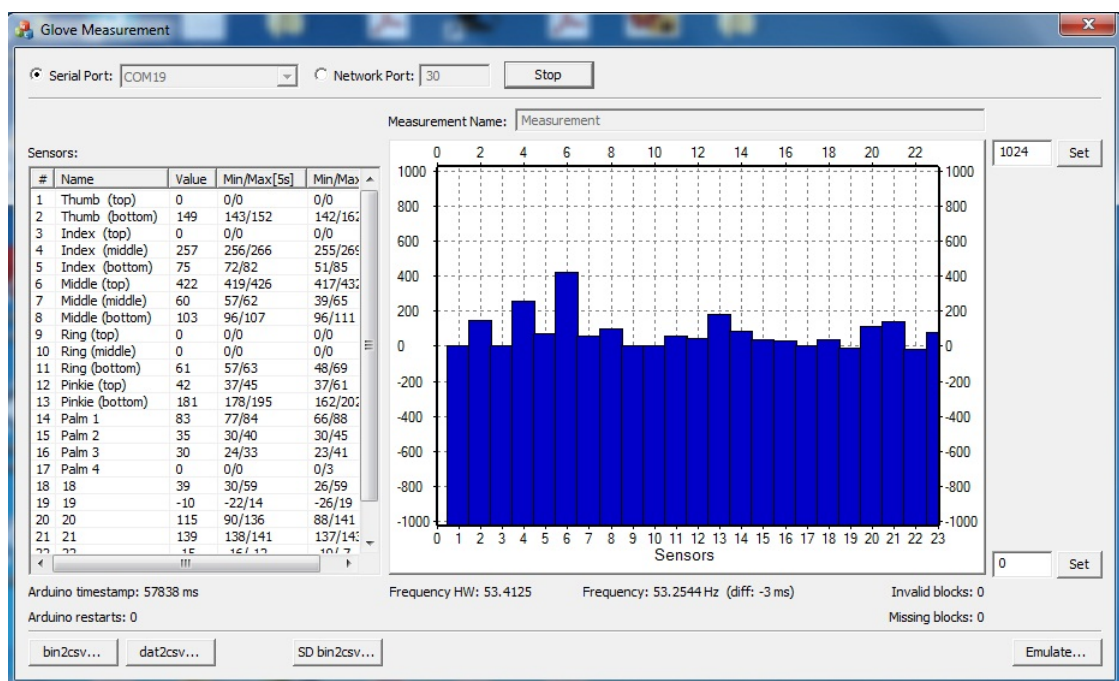 Glove Measurement
Serial Port: COM19 Network Port: 30 Stop
Measurement Name: Measurement
Sensors:
# Name Value Min/Max[5s] Min/Max
1 Thumb (top) 0 0/0 0/0
2 Thumb (bottom) 149 143/152 142/162
3 Index (top) 0 0/0 0/0
4 Index (middle) 257 256/266 255/269
5 Index (bottom) 75 72/82 51/85
6 Middle (top) 422 419/426 417/432
7 Middle (middle) 60 57/62 39/65
8 Middle (bottom) 103 96/107 96/111
9 Ring (top) 0 0/0 0/0
10 Ring (middle) 0 0/0 0/0
11 Ring (bottom) 61 57/63 48/69
12 Pinkie (top) 42 37/45 37/61
13 Pinkie (bottom) 181 178/195 162/202
14 Palm 1 83 77/84 66/88
15 Palm 2 35 30/40 30/45
16 Palm 3 30 24/33 23/41
17 Palm 4 0 0/0 0/3
18 18 39 30/59 26/59
19 19 -10 -22/14 -26/19
20 20 115 90/136 88/141
21 21 139 138/141 137/143
0 2 4 6 8 10 12 14 16 18 20 22
1000 1000
800 800
600 600
400 400
200 200
0 0
-200 -200
-400 -400
-600 -600
-800 -800
-1000 -1000
0 1 2 3 4 5 6 7 8 9 10 11 12 13 14 15 16 17 18 19 20 21 22 23
Sensors
1024 Set
0 Set
Arduino timestamp: 57838 ms Frequency HW: 53.4125 Frequency: 53.2544 Hz (diff: -3 ms) Invalid blocks: 0
Arduino restarts: 0 Missing blocks: 0
bin2csv... dat2csv... SD bin2csv... Emulate...